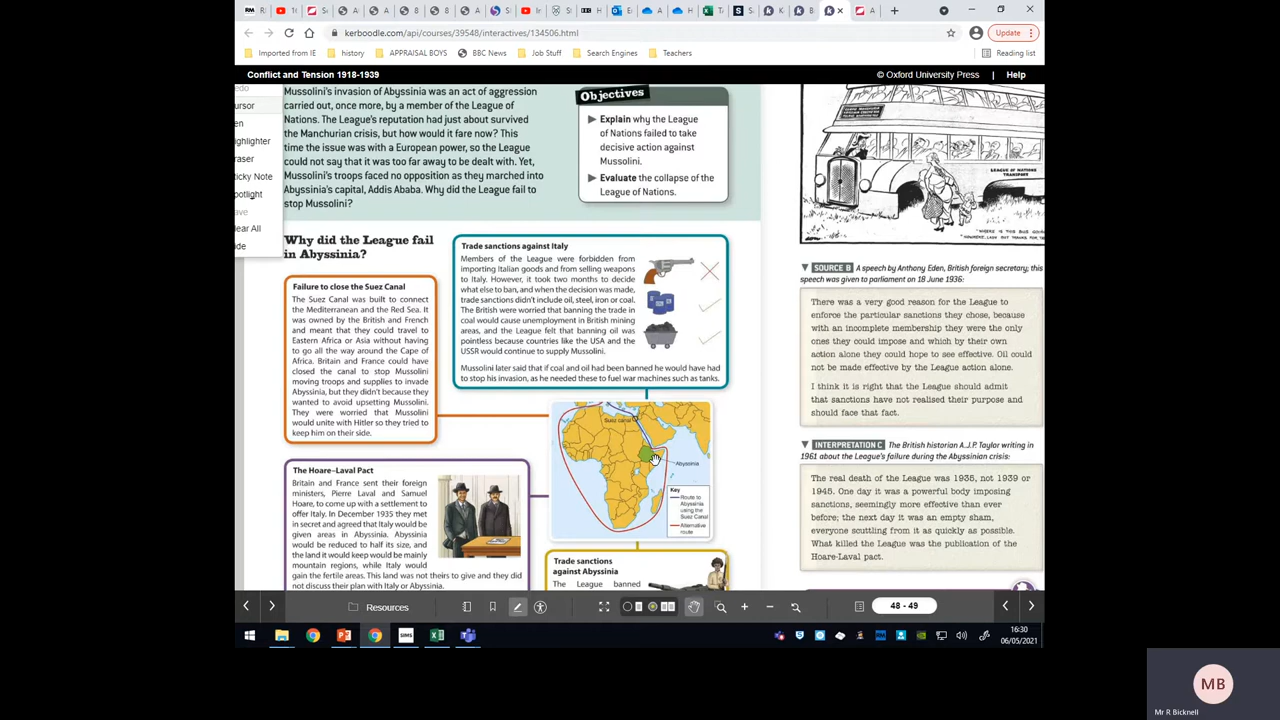 kerboodle.com/api/courses/39548/interactives/134506.html
Update
Imported from IE
history
APPRAISAL BOYS
BBC News
Job Stuff
Search Engines
Teachers
Reading list
Conflict and Tension 1918-1939
© Oxford University Press | Help
edo
ursor
en
ighlighter
raser
ticky Note
potlight
ave
lear All
ide
Mussolini's invasion of Abyssinia was an act of aggression
carried out, once more, by a member of the League of
Nations. The League's reputation had just about survived
the Manchurian crisis, but how would it fare now? This
time the issue was with a European power, so the League
could not say that it was too far away to be dealt with. Yet,
Mussolini's troops faced no opposition as they marched into
Abyssinia's capital, Addis Ababa. Why did the League fail to
stop Mussolini?
Objectives
Explain why the League
of Nations failed to take
decisive action against
Mussolini.
Evaluate the collapse of the
League of Nations.
LEAGUE OF NATIONS
TRANSPORT
Why did the League fail
in Abyssinia?
Failure to close the Suez Canal
The Suez Canal was built to connect
the Mediterranean and the Red Sea. It
was owned by the British and French
and meant that they could travel to
Eastern Africa or Asia without having
to go all the way around the Cape of
Africa. Britain and France could have
closed the canal to stop Mussolini
moving troops and supplies to invade
Abyssinia, but they didn't because they
wanted to avoid upsetting Mussolini.
They were worried that Mussolini
would unite with Hitler so they tried to
keep him on their side.
Trade sanctions against Italy
Members of the League were forbidden from
importing Italian goods and from selling weapons
to Italy. However, it took two months to decide
what else to ban, and when the decision was made,
trade sanctions didn't include oil, steel, iron or coal.
The British were worried that banning the trade in
coal would cause unemployment in British mining
areas, and the League felt that banning oil was
pointless because countries like the USA and the
USSR would continue to supply Mussolini.
Mussolini later said that if coal and oil had been banned he would have had
to stop his invasion, as he needed these to fuel war machines such as tanks.
Suez canal
Abyssinia
Key
Route to
Abyssinia
using the
Suez Canal
Alternative
route
The Hoare-Laval Pact
Britain and France sent their foreign
ministers, Pierre Laval and Samuel
Hoare, to come up with a settlement to
offer Italy. In December 1935 they met
in secret and agreed that Italy would be
given areas in Abyssinia. Abyssinia
would be reduced to half its size, and
the land it would keep would be mainly
mountain regions, while Italy would
gain the fertile areas. This land was not theirs to give and they did
not discuss their plan with Italy or Abyssinia.
Trade sanctions
against Abyssinia
The League banned
SOURCE B A speech by Anthony Eden, British foreign secretary; this
speech was given to parliament on 18 June 1936:
There was a very good reason for the League to
enforce the particular sanctions they chose, because
with an incomplete membership they were the only
ones they could impose and which by their own
action alone they could hope to see effective. Oil could
not be made effective by the League action alone.
I think it is right that the League should admit
that sanctions have not realised their purpose and
should face that fact.
INTERPRETATION C The British historian A.J.P. Taylor writing in
1961 about the League's failure during the Abyssinian crisis:
The real death of the League was 1935, not 1939 or
1945. One day it was a powerful body imposing
sanctions, seemingly more effective than ever
before; the next day it was an empty sham,
everyone scuttling from it as quickly as possible.
What killed the League was the publication of the
Hoare-Laval pact.
Resources
48 - 49
SIMS
16:30
06/05/2021
MB
Mr R Bicknell